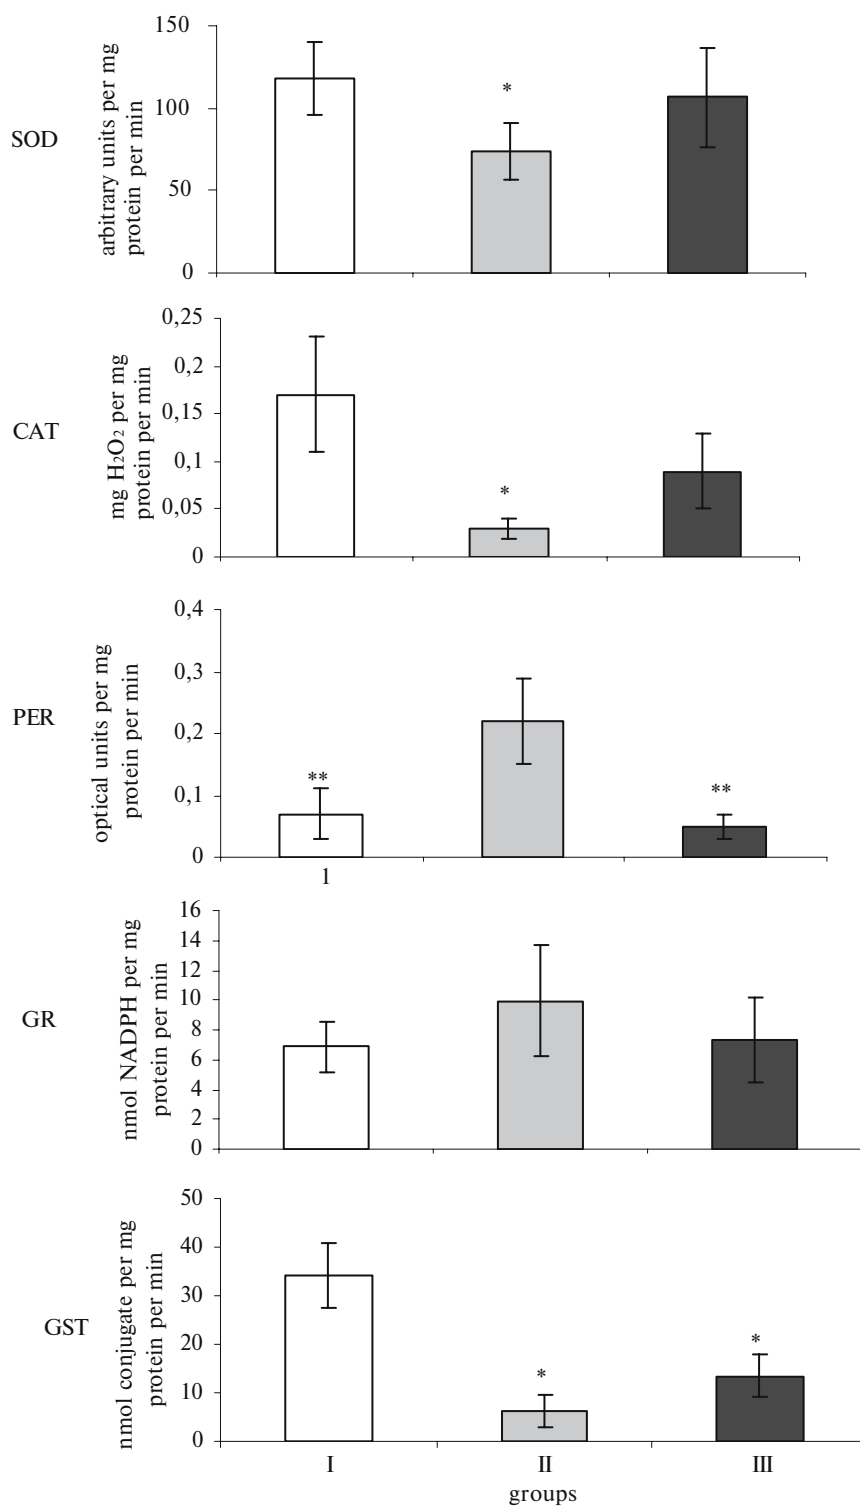 SOD
arbitrary units per mg
protein per min
150
100
50
0
*
CAT
mg H₂O₂ per mg
protein per min
0,25
0,2
0,15
0,1
0,05
0
*
PER
optical units per mg
protein per min
0,4
0,3
0,2
0,1
0
**
**
1
GR
nmol NADPH per mg
protein per min
16
14
12
10
8
6
4
2
0
GST
nmol conjugate per mg
protein per min
50
40
30
20
10
0
*
*
I II III
groups